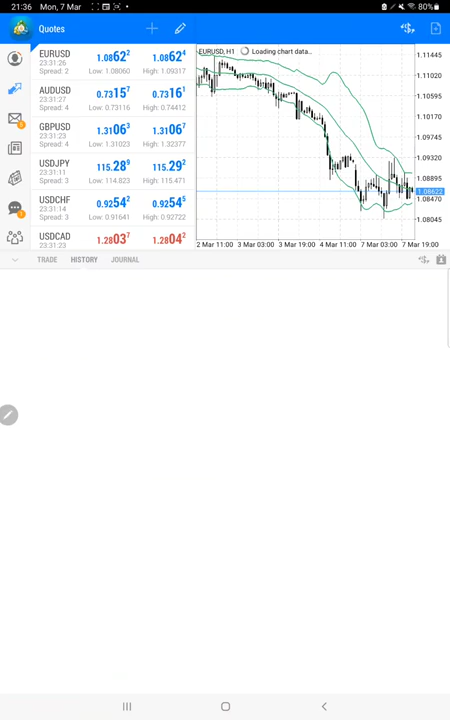 21:36 Mon, 7 Mar 80%
Quotes
EURUSD 1.0862² 1.0862⁴
23:31:26
Spread: 2 Low: 1.08060 High: 1.09317
AUDUSD 0.7315⁷ 0.7316¹
23:31:27
Spread: 4 Low: 0.73116 High: 0.74412
GBPUSD 1.3106³ 1.3106⁷
23:31:23
Spread: 4 Low: 1.31023 High: 1.32377
USDJPY 115.28⁹ 115.29²
23:31:11
Spread: 3 Low: 114.823 High: 115.471
USDCHF 0.9254² 0.9254⁵
23:31:14
Spread: 3 Low: 0.91641 High: 0.92722
USDCAD 1.2803⁷ 1.2804²
23:31:23
EURUSD, H1 Loading chart data...
1.11445
1.11020
1.10595
1.10170
1.09745
1.09320
1.08895
1.08622
1.08470
1.08045
2 Mar 11:00 3 Mar 03:00 3 Mar 19:00 4 Mar 11:00 7 Mar 03:00 7 Mar 19:00
TRADE HISTORY JOURNAL